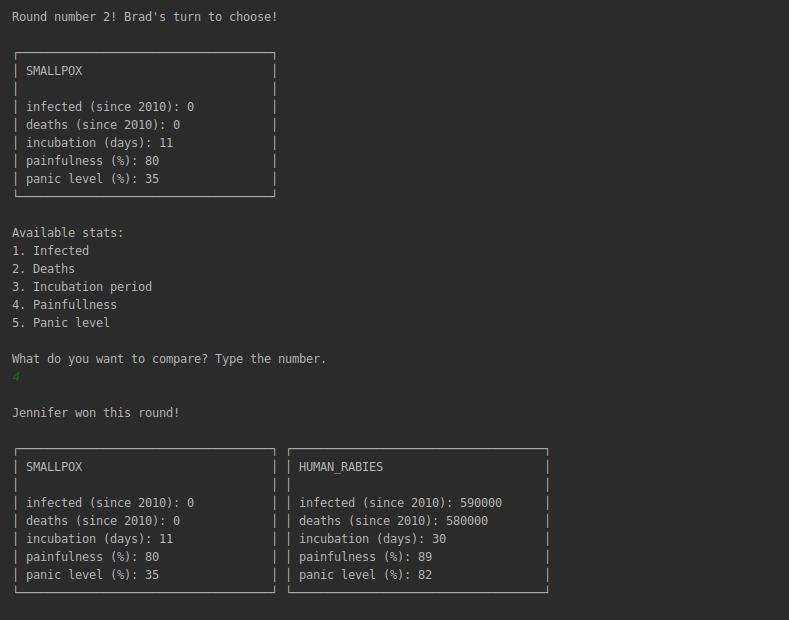 Round number 2! Brad's turn to choose!
SMALLPOX
infected (since 2010): 0
deaths (since 2010): 0
incubation (days): 11
painfulness (%): 80
panic level (%): 35
Available stats:
1. Infected
2. Deaths
3. Incubation period
4. Painfullness
5. Panic level
What do you want to compare? Type the number.
4
Jennifer won this round!
SMALLPOX HUMAN_RABIES
infected (since 2010): 0 infected (since 2010): 590000
deaths (since 2010): 0 deaths (since 2010): 580000
incubation (days): 11 incubation (days): 30
painfulness (%): 80 painfulness (%): 89
panic level (%): 35 panic level (%): 82